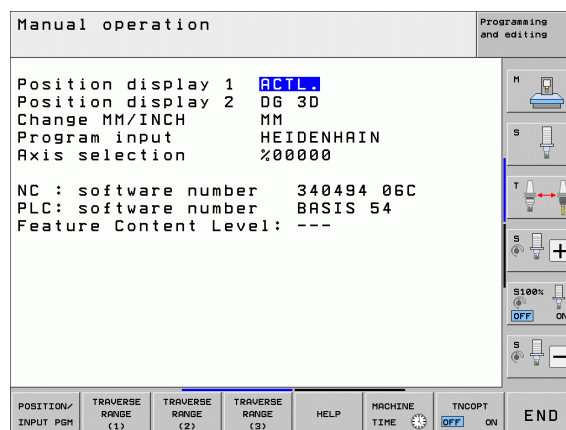 Manual operation
Programming
and editing
Position display 1 ACTL.
Position display 2 DG 3D
Change MM/INCH MM
Program input HEIDENHAIN
Axis selection %00000
NC : software number 340494 06C
PLC: software number BASIS 54
Feature Content Level: ---
M
S
T
S
+
S100%
OFF ON
S
-
POSITION/
INPUT PGM
TRAVERSE
RANGE
(1)
TRAVERSE
RANGE
(2)
TRAVERSE
RANGE
(3)
HELP
MACHINE
TIME
TNCOPT
OFF ON
END